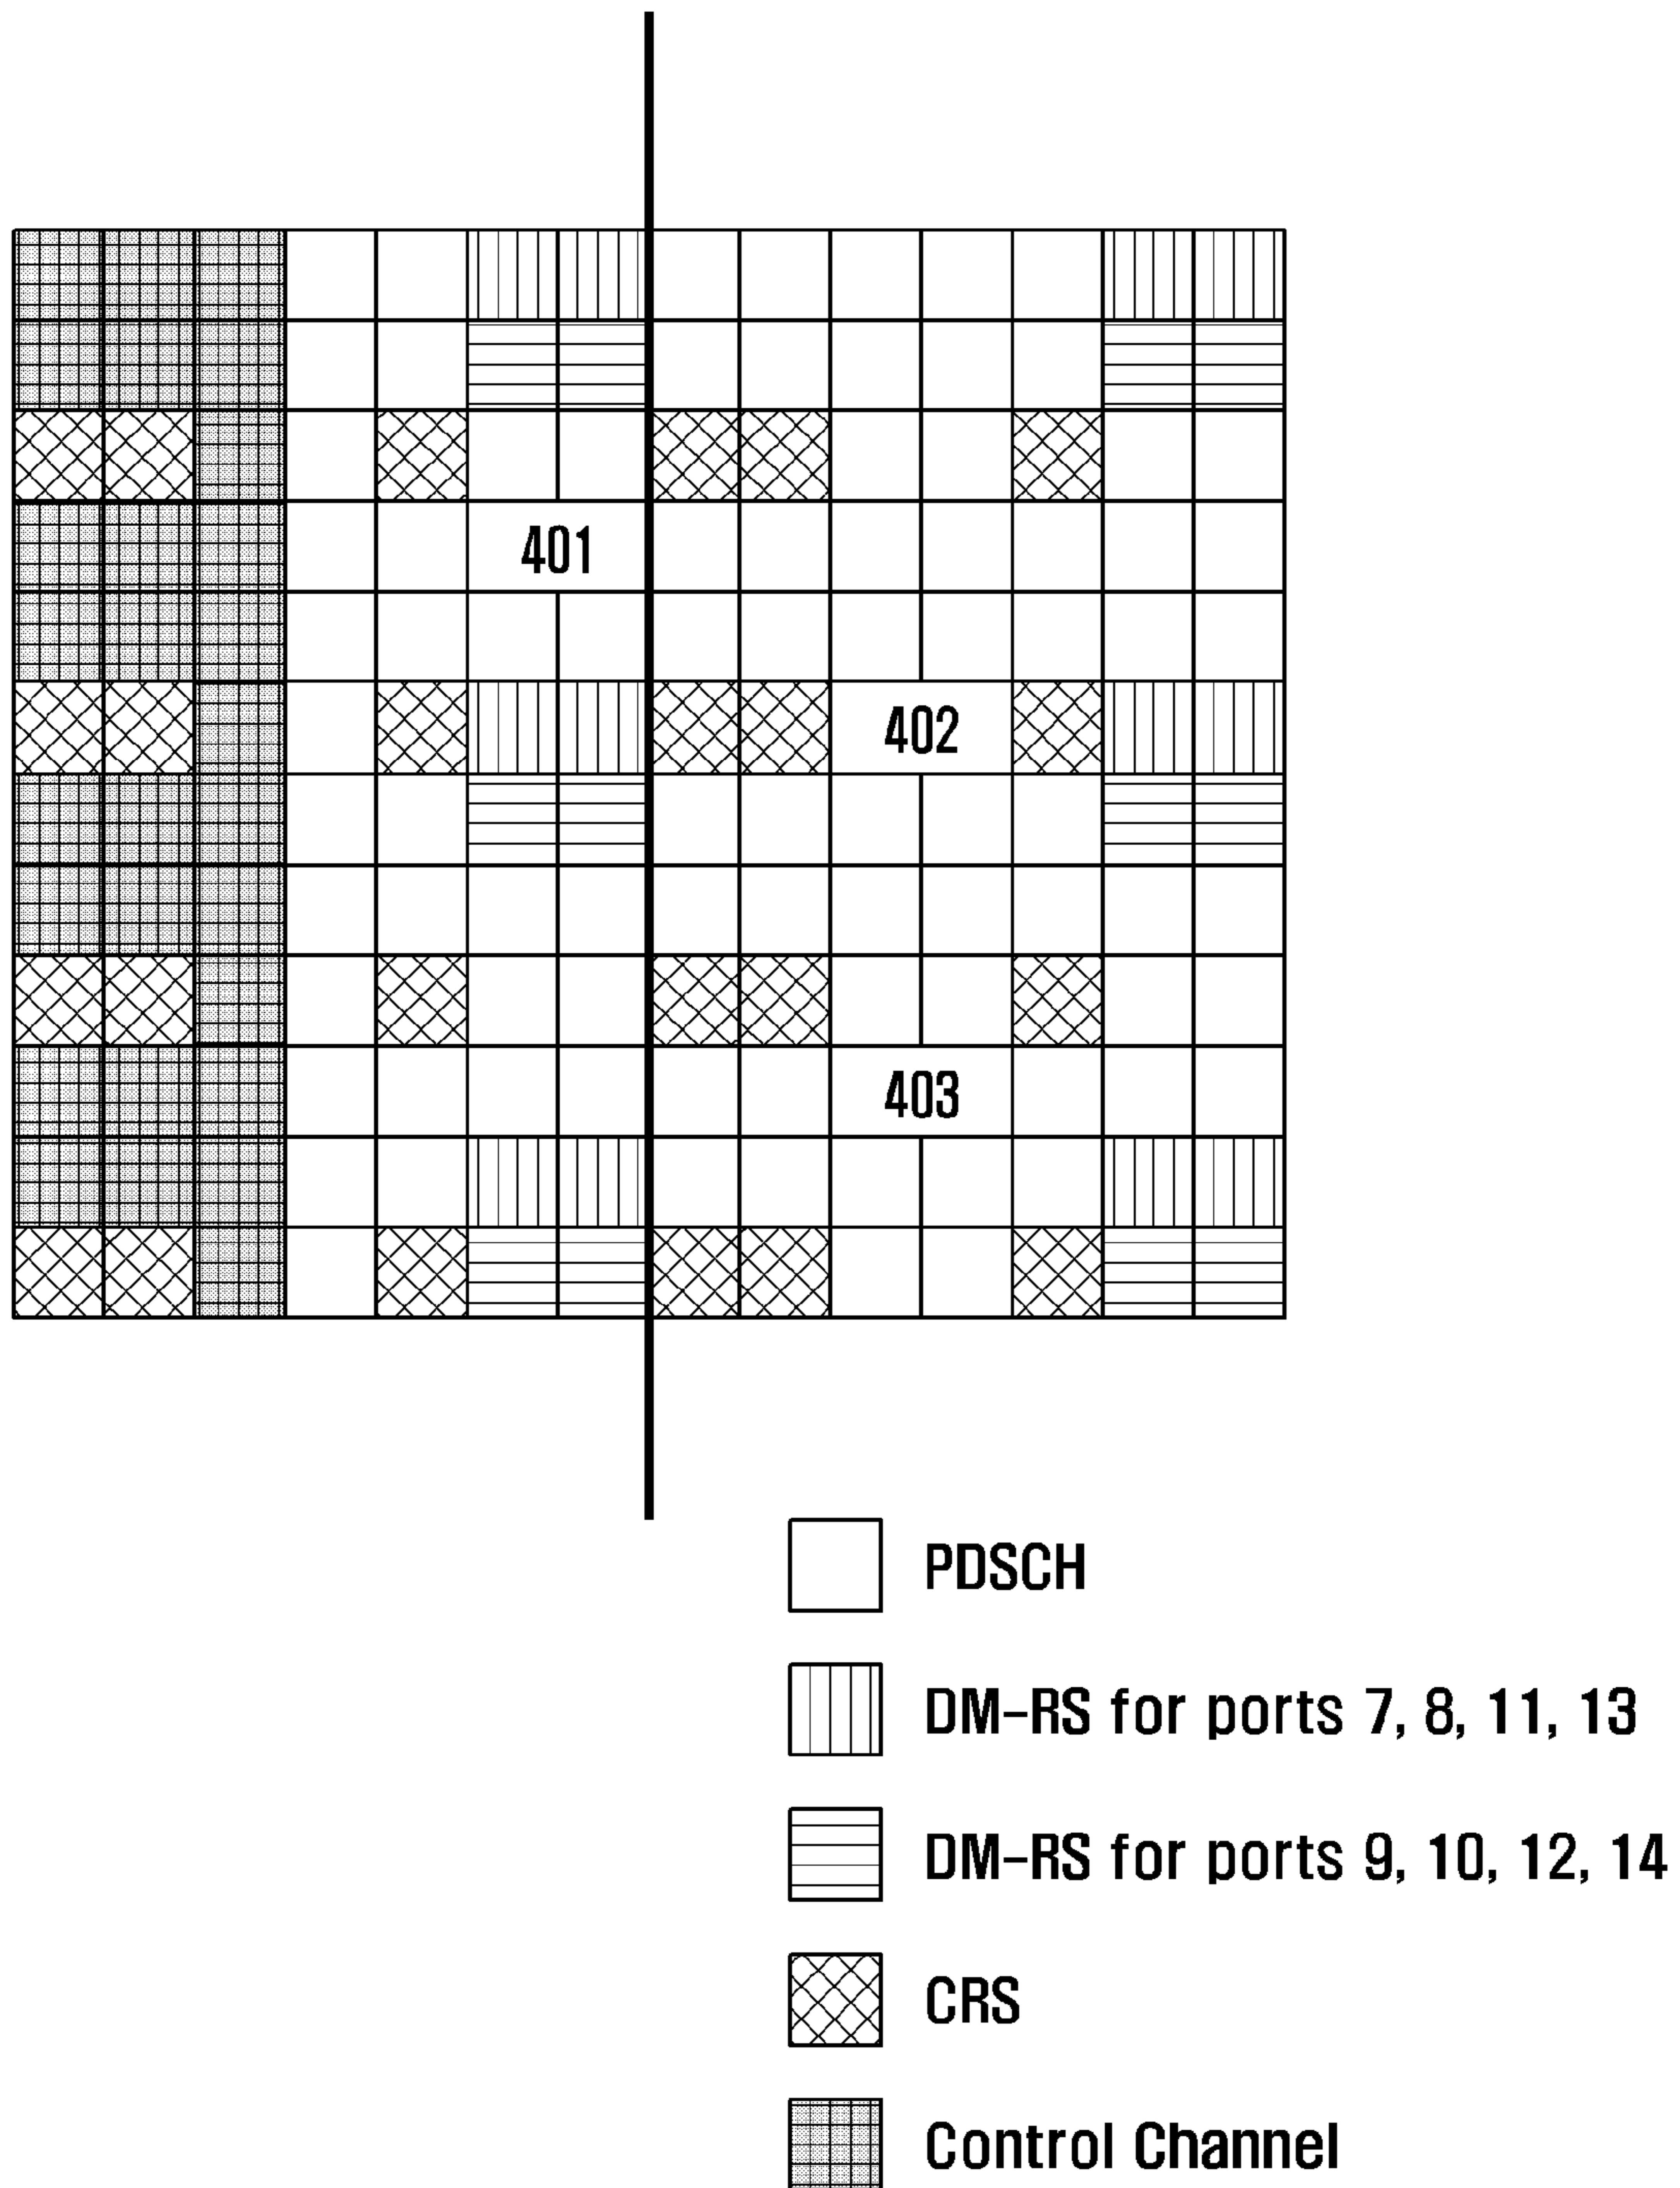 401
402
403
PDSCH
DM-RS for ports 7, 8, 11, 13
DM-RS for ports 9, 10, 12, 14
CRS
Control Channel